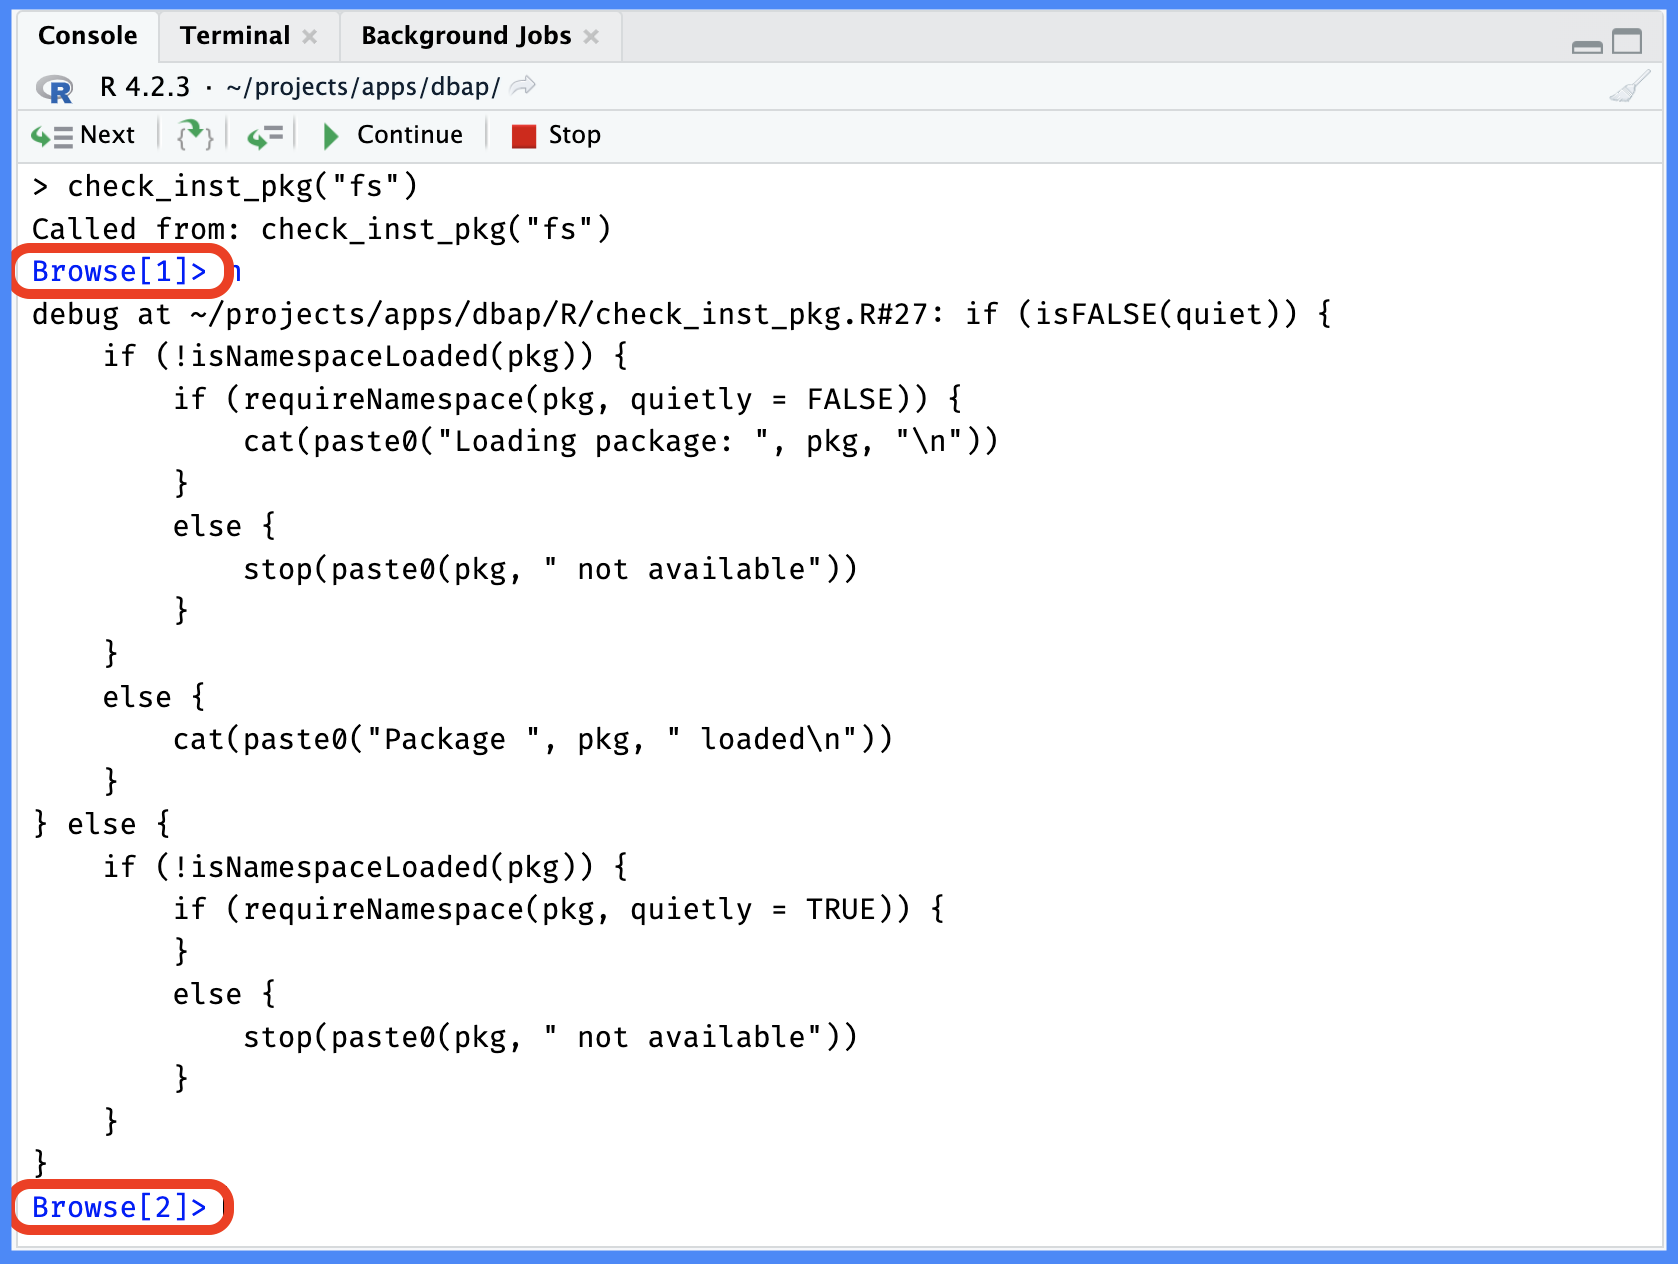 Console Terminal × Background Jobs ×
R R 4.2.3 · ~/projects/apps/dbap/
Next Continue Stop
> check_inst_pkg("fs")
Called from: check_inst_pkg("fs")
Browse[1]> n
debug at ~/projects/apps/dbap/R/check_inst_pkg.R#27: if (isFALSE(quiet)) {
    if (!isNamespaceLoaded(pkg)) {
        if (requireNamespace(pkg, quietly = FALSE)) {
            cat(paste0("Loading package: ", pkg, "\n"))
        }
        else {
            stop(paste0(pkg, " not available"))
        }
    }
    else {
        cat(paste0("Package ", pkg, " loaded\n"))
    }
} else {
    if (!isNamespaceLoaded(pkg)) {
        if (requireNamespace(pkg, quietly = TRUE)) {
        }
        else {
            stop(paste0(pkg, " not available"))
        }
    }
}
Browse[2]>